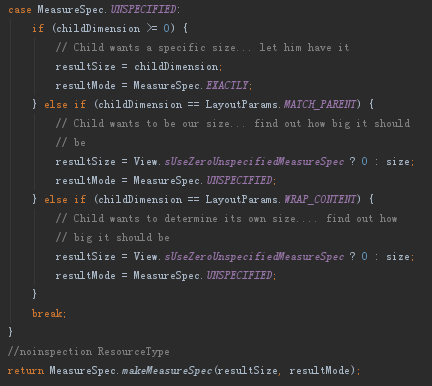 case MeasureSpec.UNSPECIFIED:
    if (childDimension >= 0) {
        // Child wants a specific size... let him have it
        resultSize = childDimension;
        resultMode = MeasureSpec.EXACTLY;
    } else if (childDimension == LayoutParams.MATCH_PARENT) {
        // Child wants to be our size... find out how big it should
        // be
        resultSize = View.sUseZeroUnspecifiedMeasureSpec ? 0 : size;
        resultMode = MeasureSpec.UNSPECIFIED;
    } else if (childDimension == LayoutParams.WRAP_CONTENT) {
        // Child wants to determine its own size.... find out how
        // big it should be
        resultSize = View.sUseZeroUnspecifiedMeasureSpec ? 0 : size;
        resultMode = MeasureSpec.UNSPECIFIED;
    }
    break;
}
//noinspection ResourceType
return MeasureSpec.makeMeasureSpec(resultSize, resultMode);